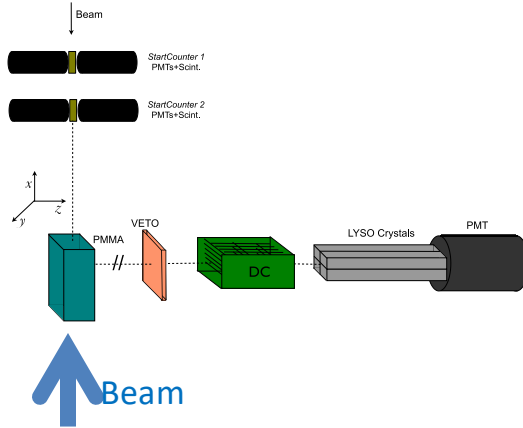 Beam
StartCounter 1
PMTs+Scint.
StartCounter 2
PMTs+Scint.
x
y
z
PMMA
VETO
DC
LYSO Crystals
PMT
Beam